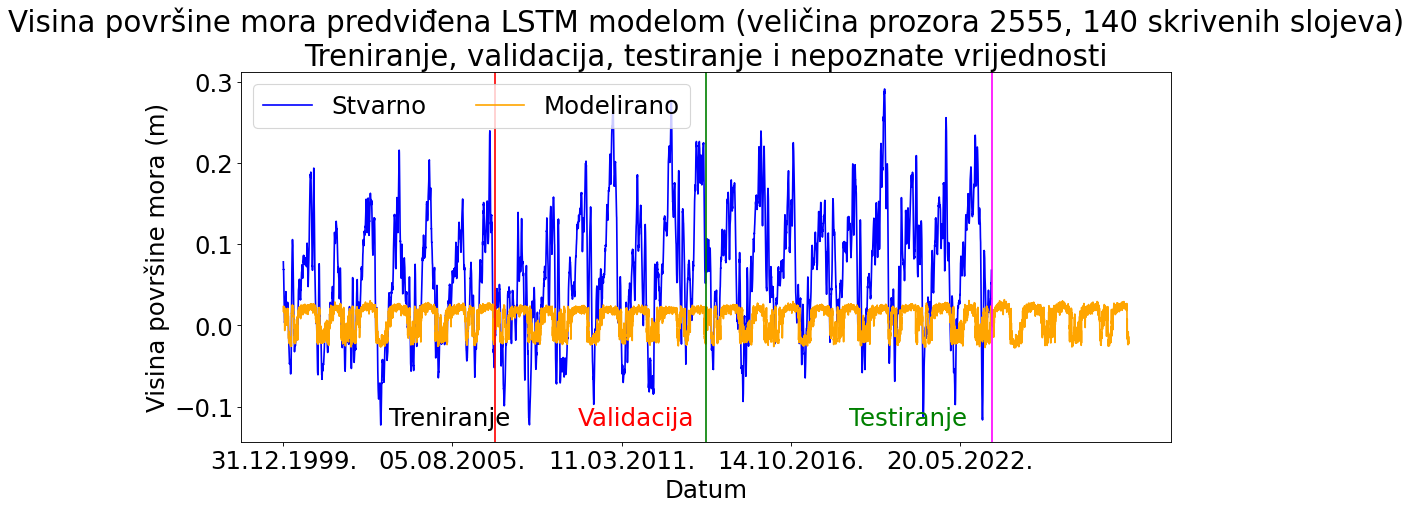 Visina površine mora predviđena LSTM modelom (veličina prozora 2555, 140 skrivenih slojeva)
Treniranje, validacija, testiranje i nepoznate vrijednosti
Stvarno Modelirano
Visina površine mora (m)
0.3
0.2
0.1
0.0
−0.1
Treniranje Validacija Testiranje
31.12.1999. 05.08.2005. 11.03.2011. 14.10.2016. 20.05.2022.
Datum